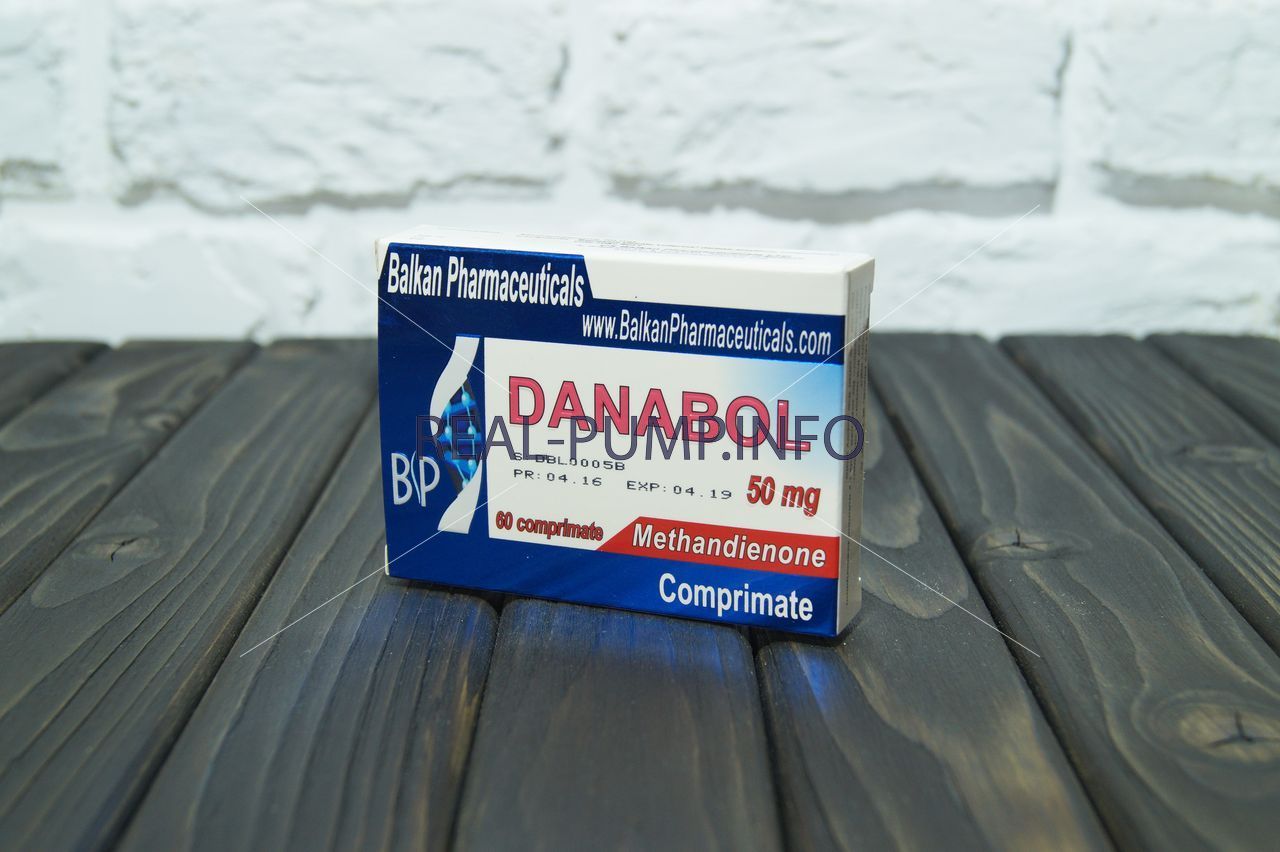 Balkan Pharmaceuticals
www.BalkanPharmaceuticals.com
DANABOL
REAL-PUMP.INFO
BSP
PR:04.16 EXP:04.19
50 mg
60 comprimate
Methandienone
Comprimate